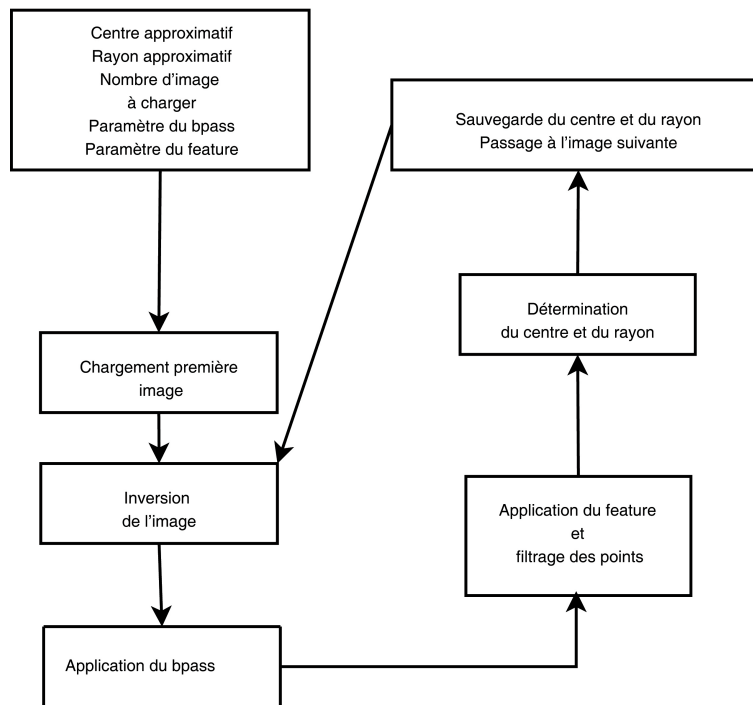 Centre approximatif
Rayon approximatif
Nombre d'image
à charger
Paramètre du bpass
Paramètre du feature
Chargement première
image
Inversion
de l'image
Application du bpass
Application du feature
et
filtrage des points
Détermination
du centre et du rayon
Sauvegarde du centre et du rayon
Passage à l'image suivante